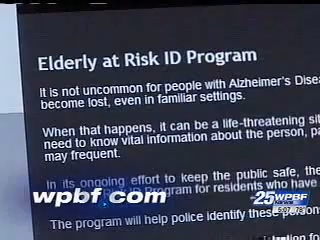 Elderly at Risk ID Program
It is not uncommon for people with Alzheimer's Disea
become lost, even in familiar settings.
When that happens, it can be a life-threatening sit
need to know vital information about the person, pa
may frequent.
In its ongoing effort to keep the public safe, the
Risk ID Program for residents who have
wpbf.com
25 WPBF
The program will help police identify these persons